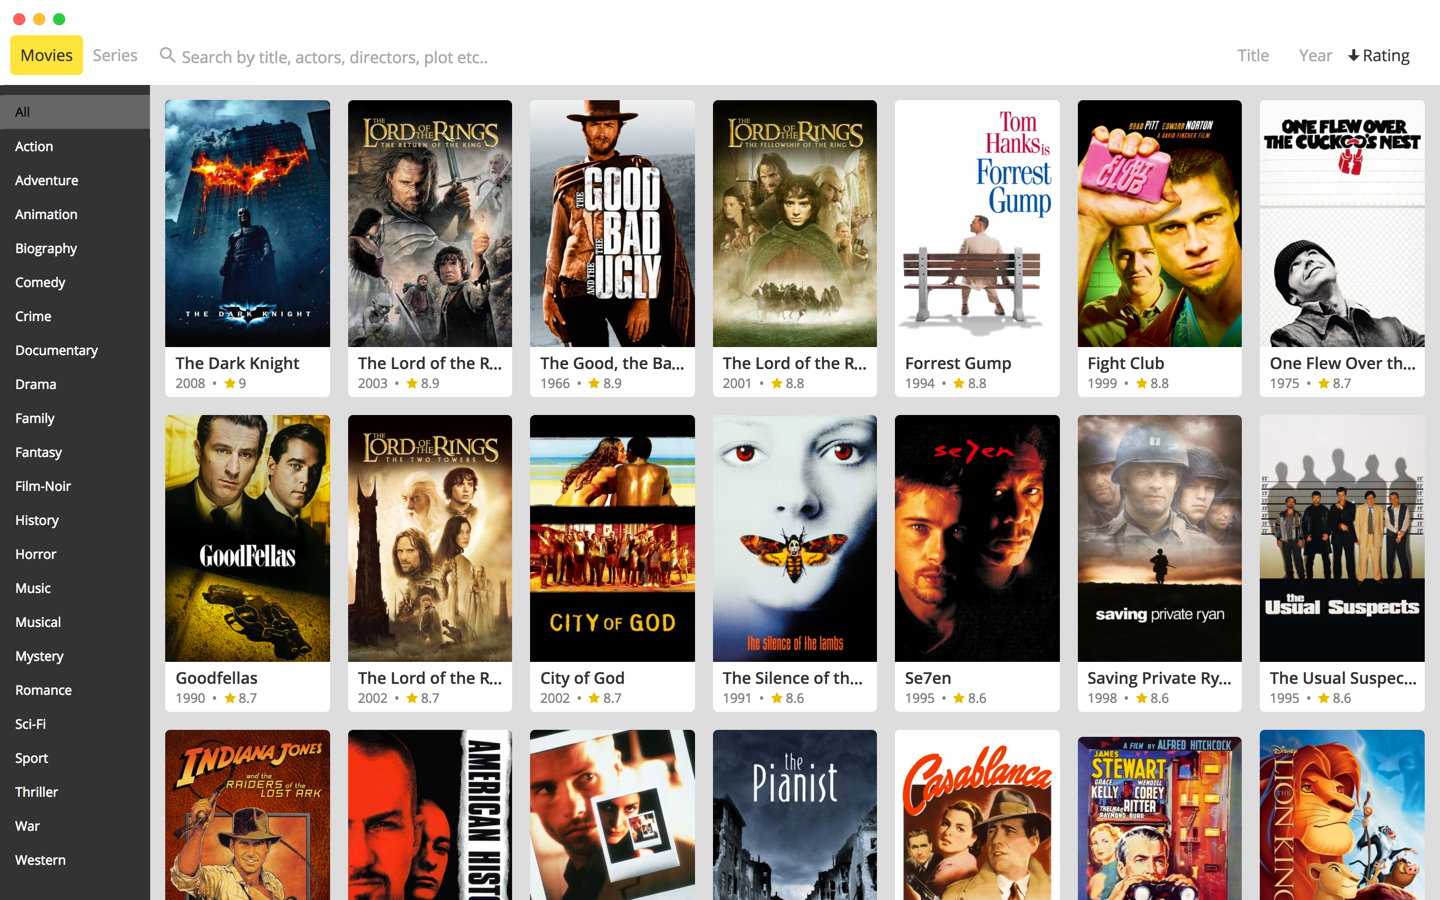 Movies
Series
Search by title, actors, directors, plot etc..
Title
Year
Rating
All
Action
Adventure
Animation
Biography
Comedy
Crime
Documentary
Drama
Family
Fantasy
Film-Noir
History
Horror
Music
Musical
Mystery
Romance
Sci-Fi
Sport
Thriller
War
Western
THE DARK KNIGHT
The Dark Knight
2008 • 9
THE LORD OF THE RINGS
THE RETURN OF THE KING
The Lord of the R...
2003 • 8.9
THE GOOD
THE BAD
AND THE UGLY
The Good, the Ba...
1966 • 8.9
THE LORD OF THE RINGS
THE FELLOWSHIP OF THE RING
The Lord of the R...
2001 • 8.8
Tom
Hanks is
Forrest
Gump
Forrest Gump
1994 • 8.8
BRAD PITT EDWARD NORTON
A DAVID FINCHER FILM
FIGHT
CLUB
Fight Club
1999 • 8.8
ONE FLEW OVER
THE CUCKOO'S NEST
One Flew Over th...
1975 • 8.7
GOODFELLAS
Goodfellas
1990 • 8.7
THE LORD OF THE RINGS
THE TWO TOWERS
The Lord of the R...
2002 • 8.7
CITY OF GOD
City of God
2002 • 8.7
the silence of the lambs
The Silence of th...
1991 • 8.6
se7en
Se7en
1995 • 8.6
saving private ryan
Saving Private Ry...
1998 • 8.6
the
Usual Suspects
The Usual Suspec...
1995 • 8.6
INDIANA JONES
and the
RAIDERS of the
LOST ARK
AMERICAN HIST
the
Pianist
Casablanca
A FILM BY ALFRED HITCHCOCK
JAMES
STEWART
GRACE
KELLY
WENDELL
COREY
THELMA
RITTER
RAYMOND BURR
Disney
THE
LION KING